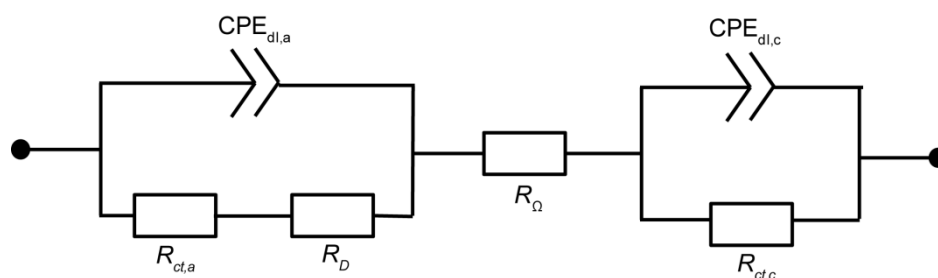 CPEdl,a
CPEdl,c
RΩ
Rct,a
RD
Rct,c